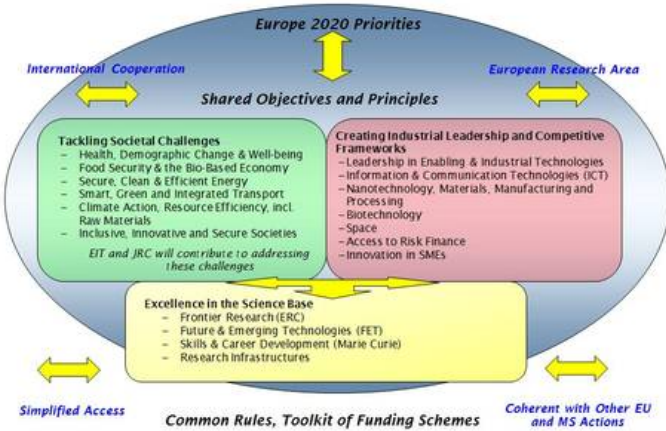 Europe 2020 Priorities
International Cooperation
European Research Area
Shared Objectives and Principles
Tackling Societal Challenges
– Health, Demographic Change & Well-being
– Food Security & the Bio-Based Economy
– Secure, Clean & Efficient Energy
– Smart, Green and Integrated Transport
– Climate Action, Resource Efficiency, incl.
Raw Materials
– Inclusive, Innovative and Secure Societies
EIT and JRC will contribute to addressing
these challenges
Creating Industrial Leadership and Competitive
Frameworks
– Leadership in Enabling & Industrial Technologies
– Information & Communication Technologies (ICT)
– Nanotechnology, Materials, Manufacturing and
Processing
– Biotechnology
– Space
– Access to Risk Finance
– Innovation in SMEs
Excellence in the Science Base
– Frontier Research (ERC)
– Future & Emerging Technologies (FET)
– Skills & Career Development (Marie Curie)
– Research Infrastructures
Simplified Access
Common Rules, Toolkit of Funding Schemes
Coherent with Other EU
and MS Actions